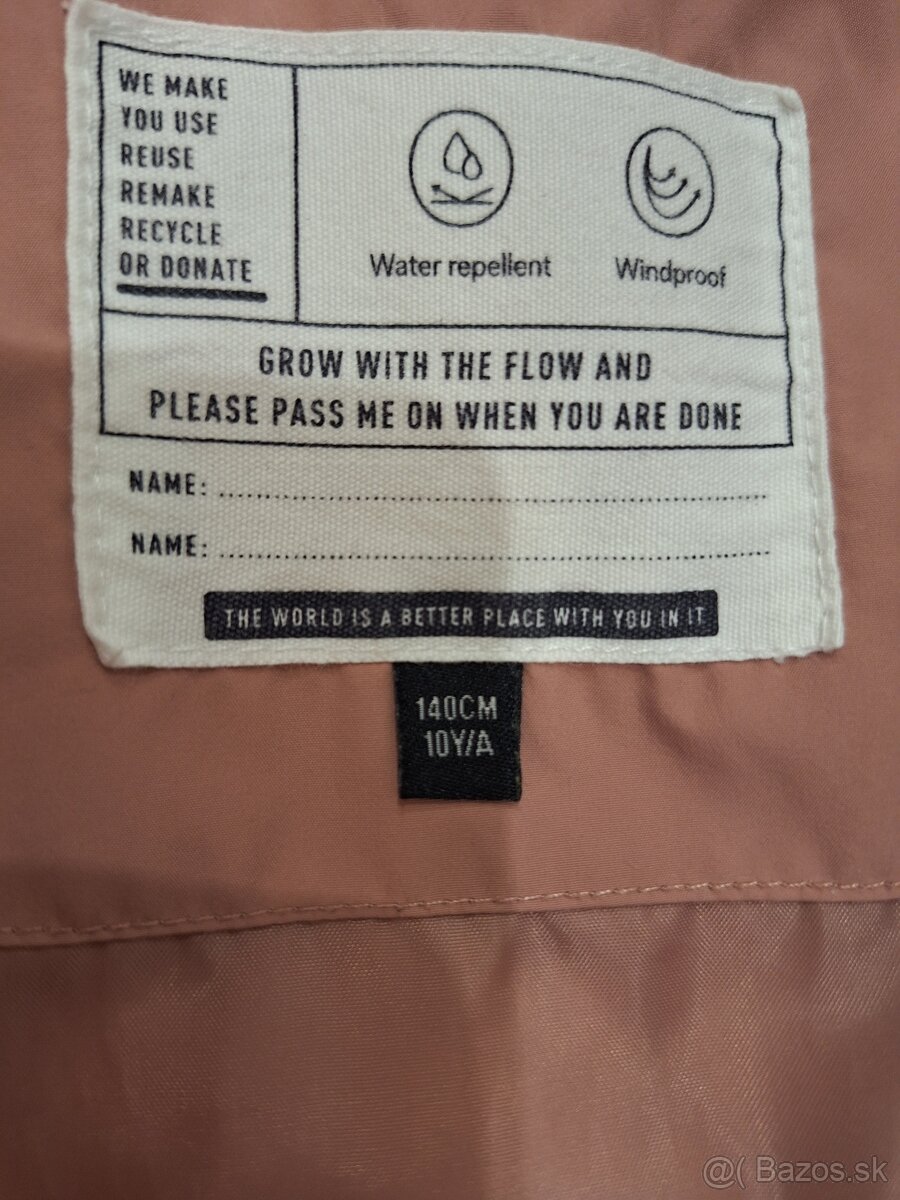 WE MAKE
YOU USE
REUSE
REMAKE
RECYCLE
OR DONATE
Water repellent
Windproof
GROW WITH THE FLOW AND
PLEASE PASS ME ON WHEN YOU ARE DONE
NAME:
NAME:
THE WORLD IS A BETTER PLACE WITH YOU IN IT
140CM
10Y/A
@( Bazos.sk